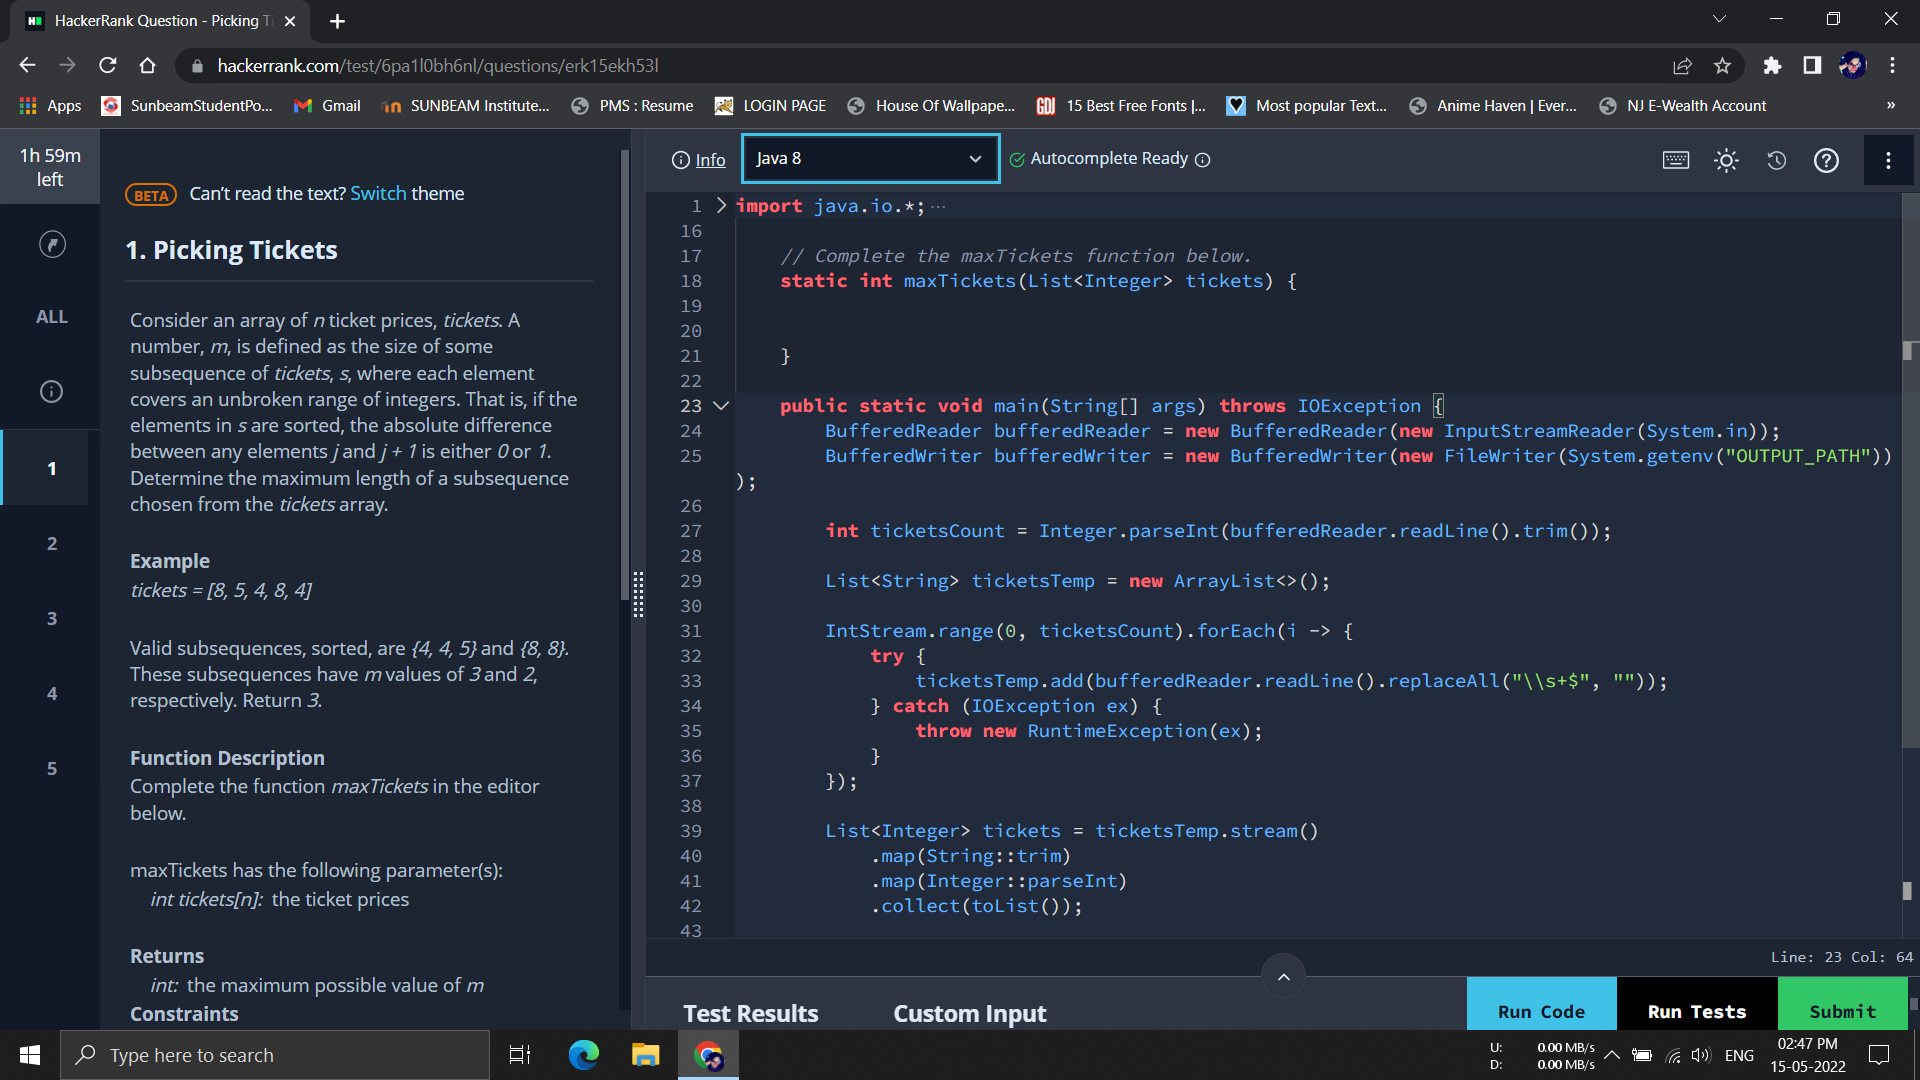 HackerRank Question - Picking Ti
hackerrank.com/test/6pa1l0bh6nl/questions/erk15ekh53l
Apps SunbeamStudentPo... Gmail SUNBEAM Institute... PMS : Resume LOGIN PAGE House Of Wallpape... GD! 15 Best Free Fonts |... Most popular Text... Anime Haven | Ever... NJ E-Wealth Account »
1h 59m
left
ALL
1
2
3
4
5
BETA Can't read the text? Switch theme
1. Picking Tickets
Consider an array of n ticket prices, tickets. A
number, m, is defined as the size of some
subsequence of tickets, s, where each element
covers an unbroken range of integers. That is, if the
elements in s are sorted, the absolute difference
between any elements j and j + 1 is either 0 or 1.
Determine the maximum length of a subsequence
chosen from the tickets array.
Example
tickets = [8, 5, 4, 8, 4]
Valid subsequences, sorted, are {4, 4, 5} and {8, 8}.
These subsequences have m values of 3 and 2,
respectively. Return 3.
Function Description
Complete the function maxTickets in the editor
below.
maxTickets has the following parameter(s):
int tickets[n]: the ticket prices
Returns
int: the maximum possible value of m
Constraints
Info Java 8 Autocomplete Ready
1 import java.io.*; ...
16
17 // Complete the maxTickets function below.
18 static int maxTickets(List<Integer> tickets) {
19
20
21 }
22
23 public static void main(String[] args) throws IOException {
24 BufferedReader bufferedReader = new BufferedReader(new InputStreamReader(System.in));
25 BufferedWriter bufferedWriter = new BufferedWriter(new FileWriter(System.getenv("OUTPUT_PATH"))
);
26
27 int ticketsCount = Integer.parseInt(bufferedReader.readLine().trim());
28
29 List<String> ticketsTemp = new ArrayList<>();
30
31 IntStream.range(0, ticketsCount).forEach(i -> {
32 try {
33 ticketsTemp.add(bufferedReader.readLine().replaceAll("\\s+$", ""));
34 } catch (IOException ex) {
35 throw new RuntimeException(ex);
36 }
37 });
38
39 List<Integer> tickets = ticketsTemp.stream()
40 .map(String::trim)
41 .map(Integer::parseInt)
42 .collect(toList());
43
Line: 23 Col: 64
Test Results Custom Input Run Code Run Tests Submit
Type here to search
U: 0.00 MB/s
D: 0.00 MB/s
ENG
02:47 PM
15-05-2022